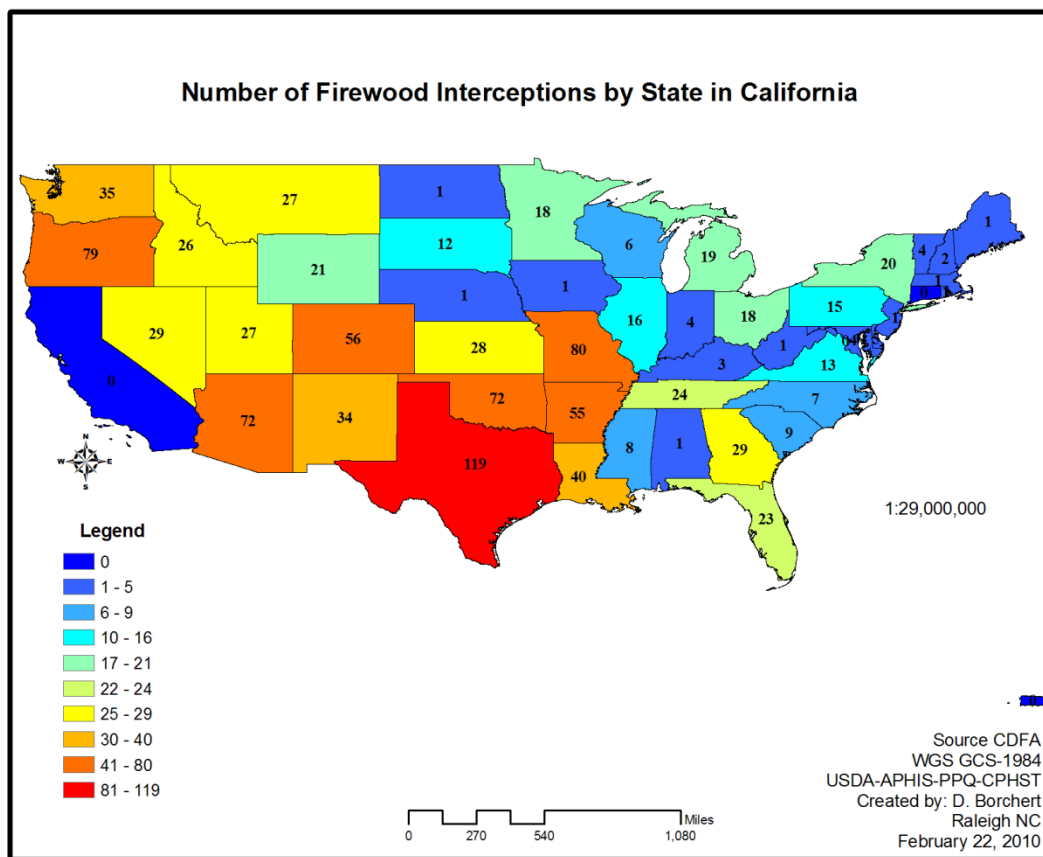 Number of Firewood Interceptions by State in California
35
27
1
18
1
79
26
12
6
19
20
4
2
21
1
1
1
0
29
27
56
28
80
16
4
18
15
1
1
3
13
0
72
34
72
55
24
7
119
40
8
1
29
9
23
N
W
E
S
1:29,000,000
Legend
0
1 - 5
6 - 9
10 - 16
17 - 21
22 - 24
25 - 29
30 - 40
41 - 80
81 - 119
0
270
540
1,080
Miles
Source CDFA
WGS GCS-1984
USDA-APHIS-PPQ-CPHST
Created by: D. Borchert
Raleigh NC
February 22, 2010